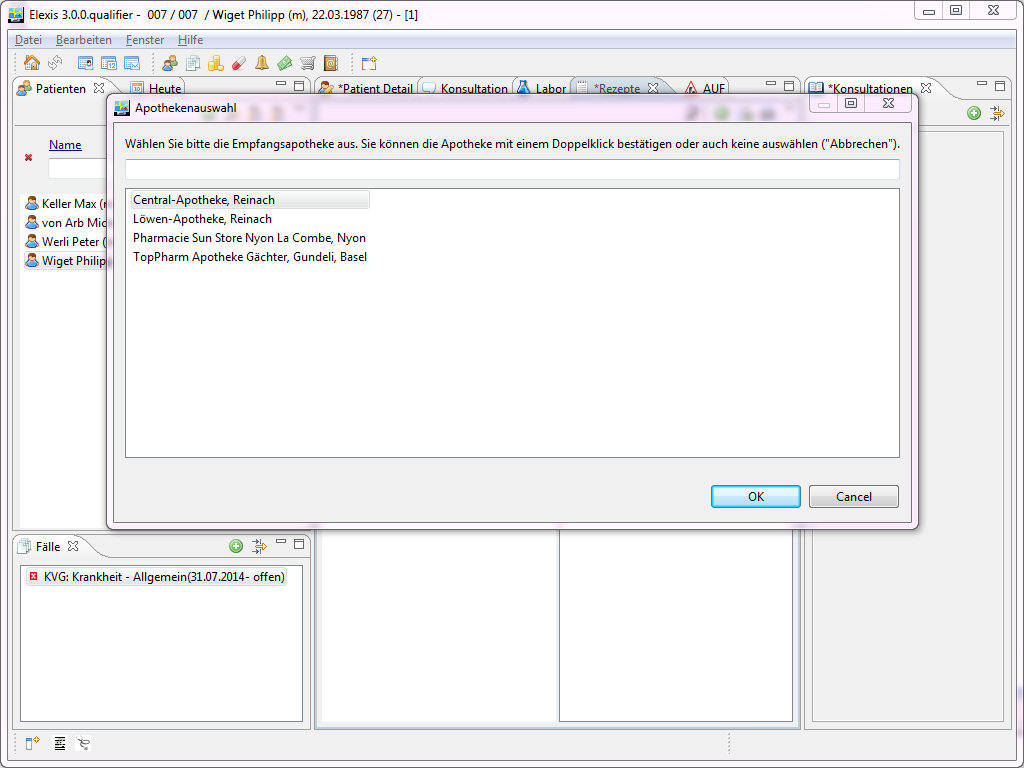 Elexis 3.0.0.qualifier -  007 / 007  / Wiget Philipp (m), 22.03.1987 (27) - [1]
Datei Bearbeiten Fenster Hilfe
Patienten Heute *Patient Detail Konsultation Labor *Rezepte AUF *Konsultationen
Apothekenauswahl
Wählen Sie bitte die Empfangsapotheke aus. Sie können die Apotheke mit einem Doppelklick bestätigen oder auch keine auswählen ("Abbrechen").
Name
Central-Apotheke, Reinach
Löwen-Apotheke, Reinach
Pharmacie Sun Store Nyon La Combe, Nyon
TopPharm Apotheke Gächter, Gundeli, Basel
Keller Max (
von Arb Mic
Werli Peter (
Wiget Philip
OK Cancel
Fälle
KVG: Krankheit - Allgemein(31.07.2014- offen)